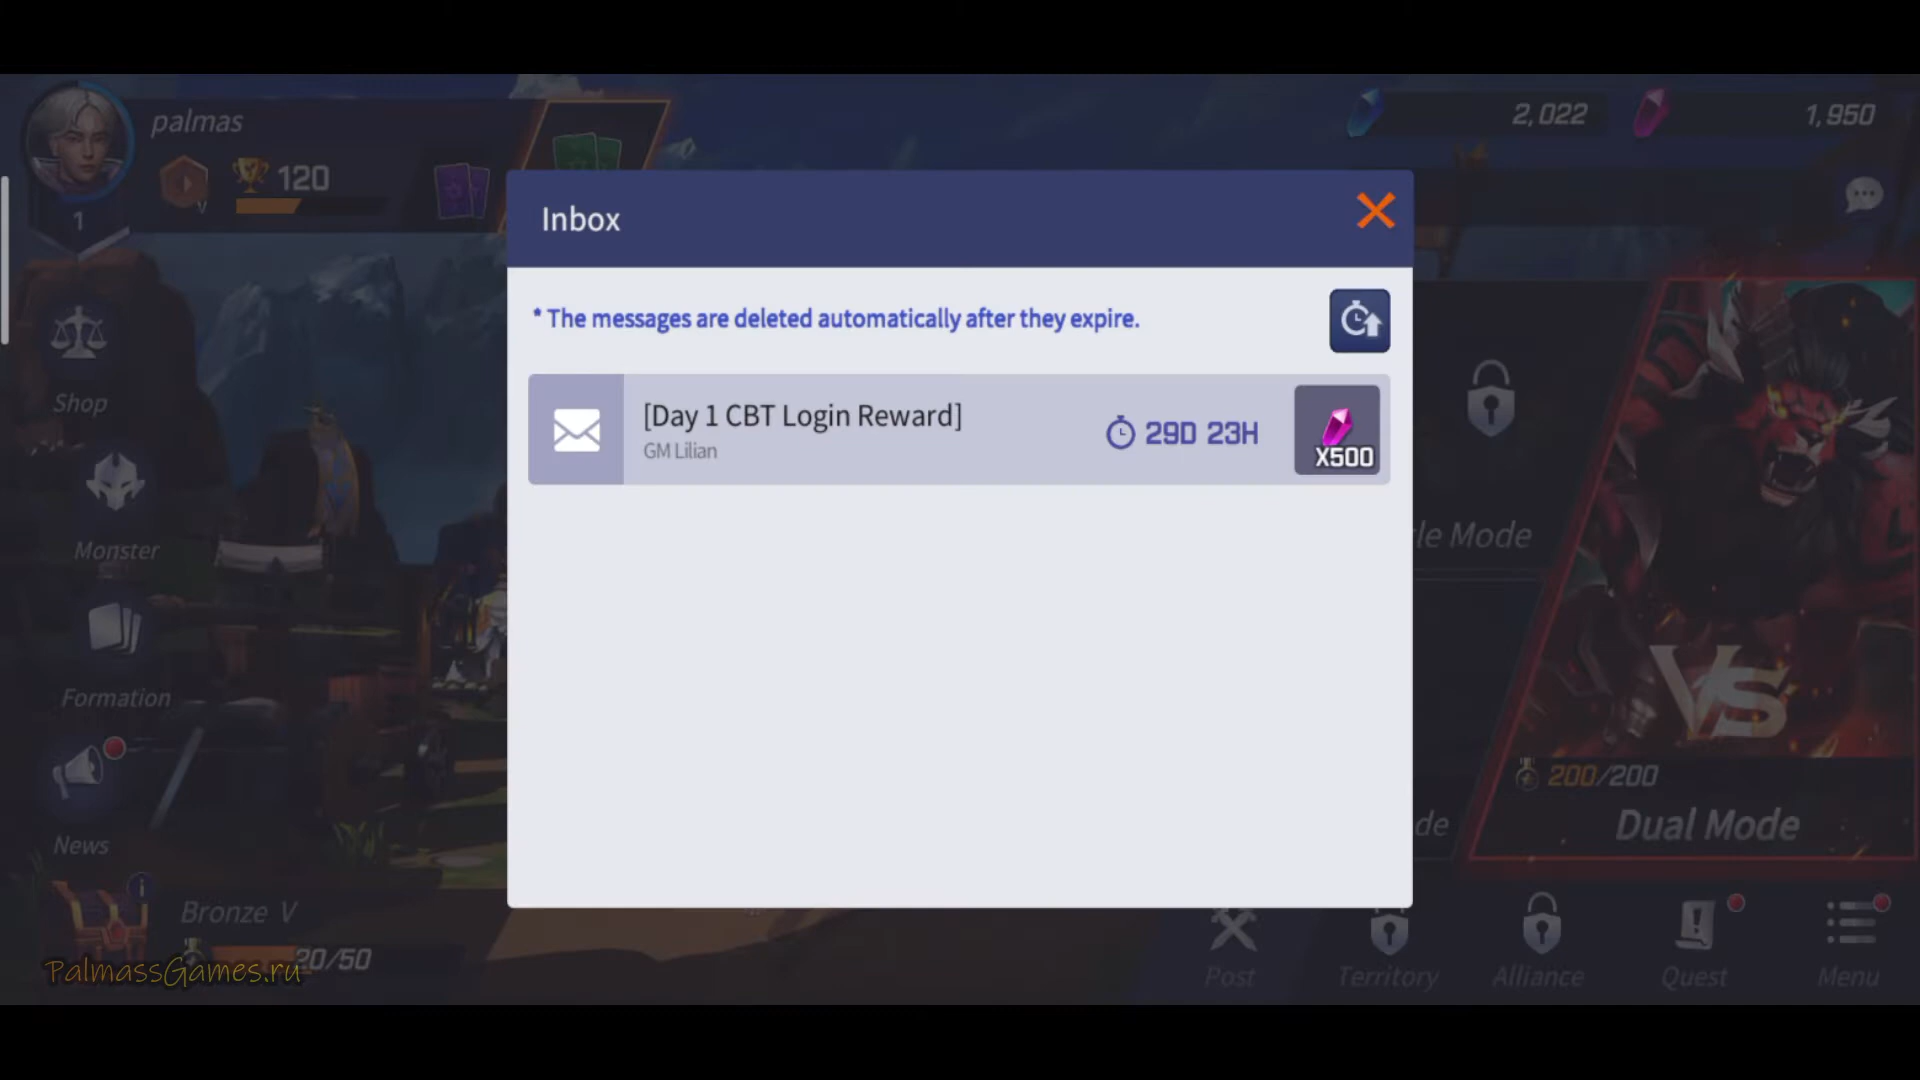 palmas
120
1
2,022
1,950
Inbox
* The messages are deleted automatically after they expire.
[Day 1 CBT Login Reward]
GM Lilian
29D 23H
X500
Shop
Monster
Formation
News
le Mode
VS
200/200
Dual Mode
de
Bronze V
20/50
PalmassGames.ru
Post
Territory
Alliance
Quest
Menu